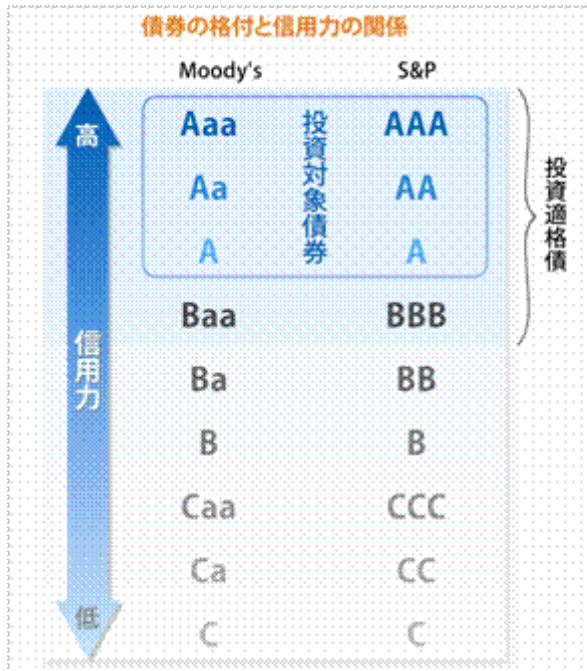 債券の格付と信用力の関係
Moody's S&P
高
Aaa AAA
Aa AA
A A
投資対象債券
Baa BBB
投資適格債
信用力
Ba BB
B B
Caa CCC
Ca CC
低
C C